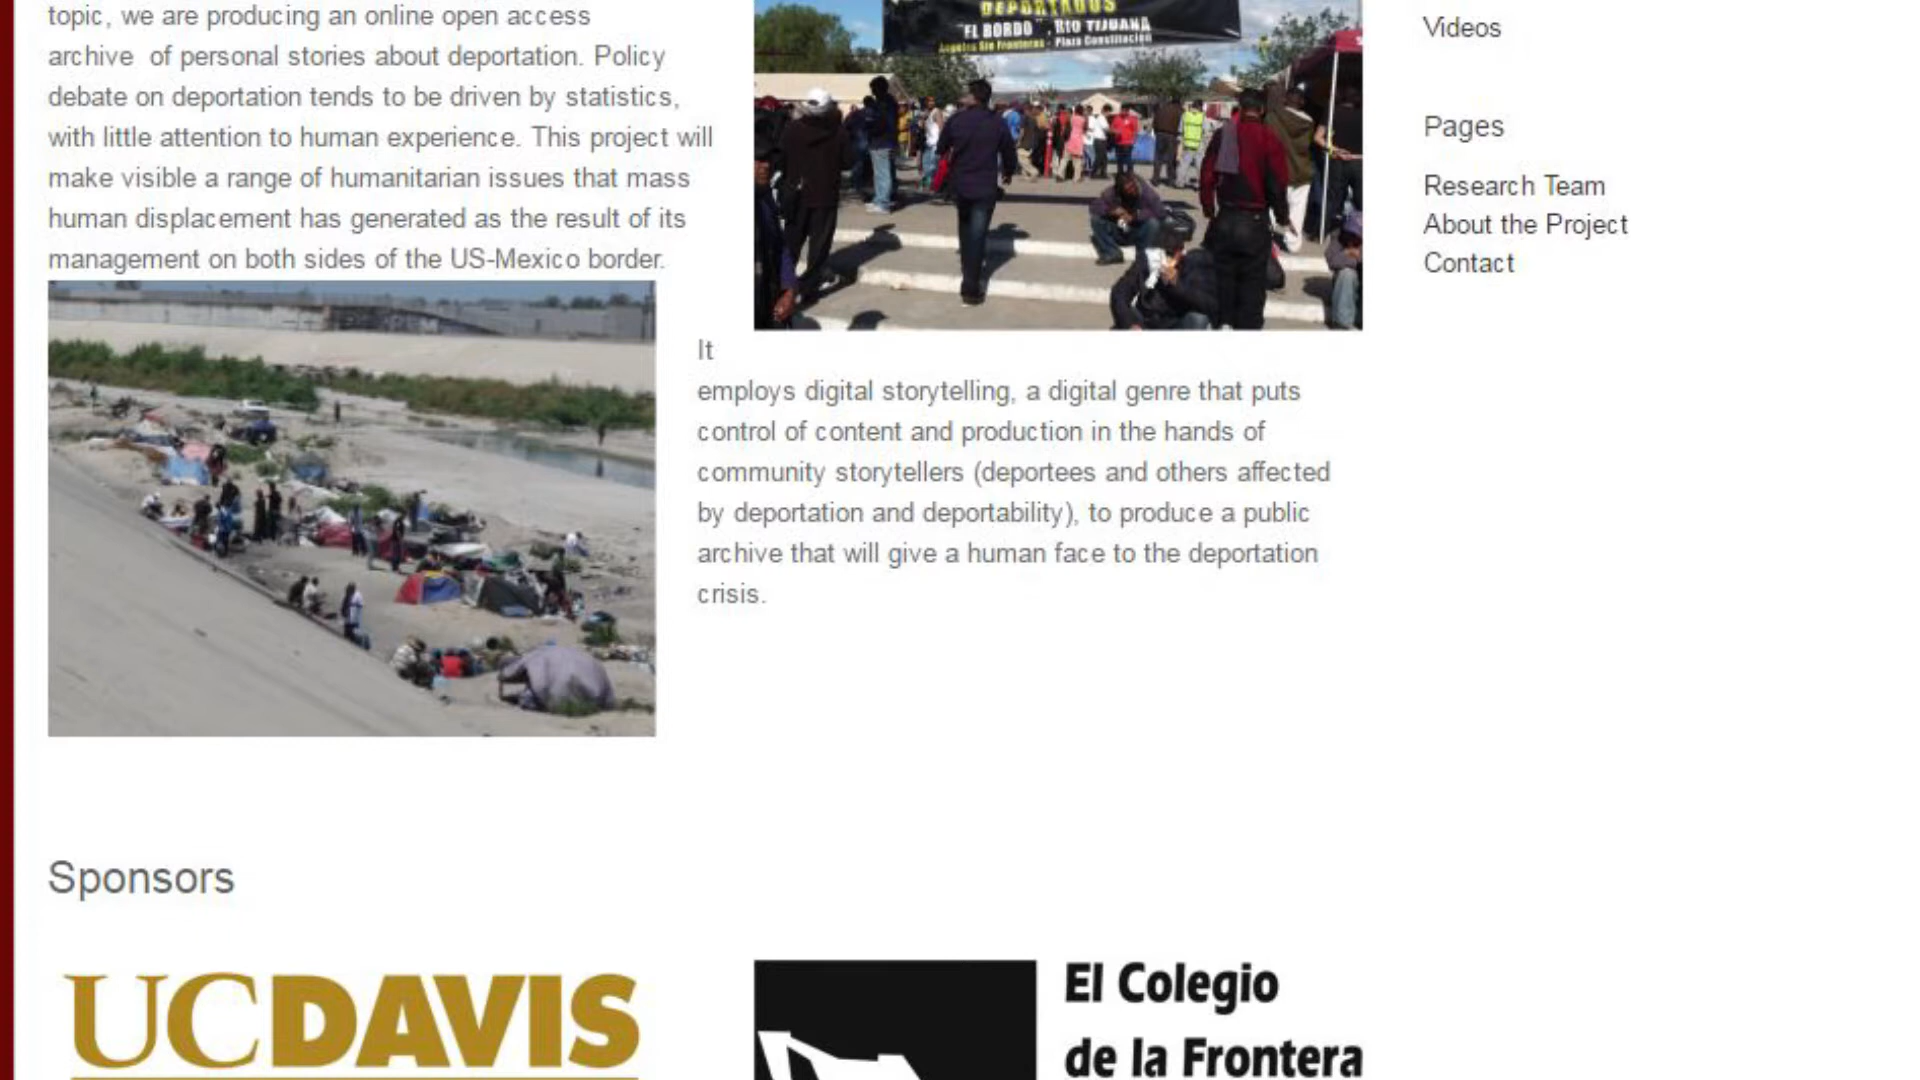 topic, we are producing an online open access
archive of personal stories about deportation. Policy
debate on deportation tends to be driven by statistics,
with little attention to human experience. This project will
make visible a range of humanitarian issues that mass
human displacement has generated as the result of its
management on both sides of the US-Mexico border.
DEPORTADOS
"EL BORDO", RIO TIJUANA
Angeles Sin Fronteras - Plaza Constitución
It
employs digital storytelling, a digital genre that puts
control of content and production in the hands of
community storytellers (deportees and others affected
by deportation and deportability), to produce a public
archive that will give a human face to the deportation
crisis.
Videos
Pages
Research Team
About the Project
Contact
Sponsors
UCDAVIS
El Colegio
de la Frontera